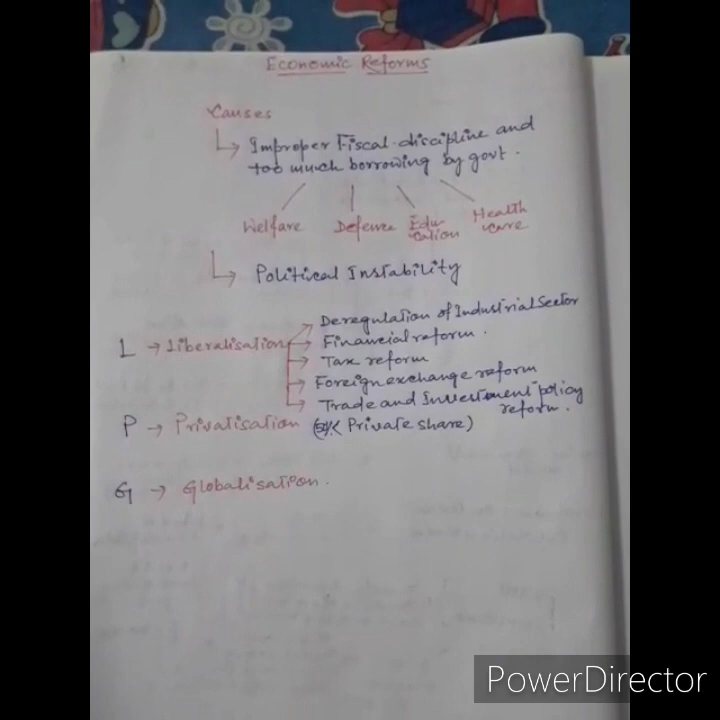 Economic Reforms
Causes
↳ Improper Fiscal discipline and
too much borrowing by govt.
Welfare Defence Edu- Health
cation care
↳ Political Instability
Deregulation of Industrial Sector
L → Liberalisation → Financial reform.
→ Tax reform
→ Foreign exchange reform
→ Trade and Investment policy
reform.
P → Privatisation (< Private share)
G → Globalisation.
PowerDirector